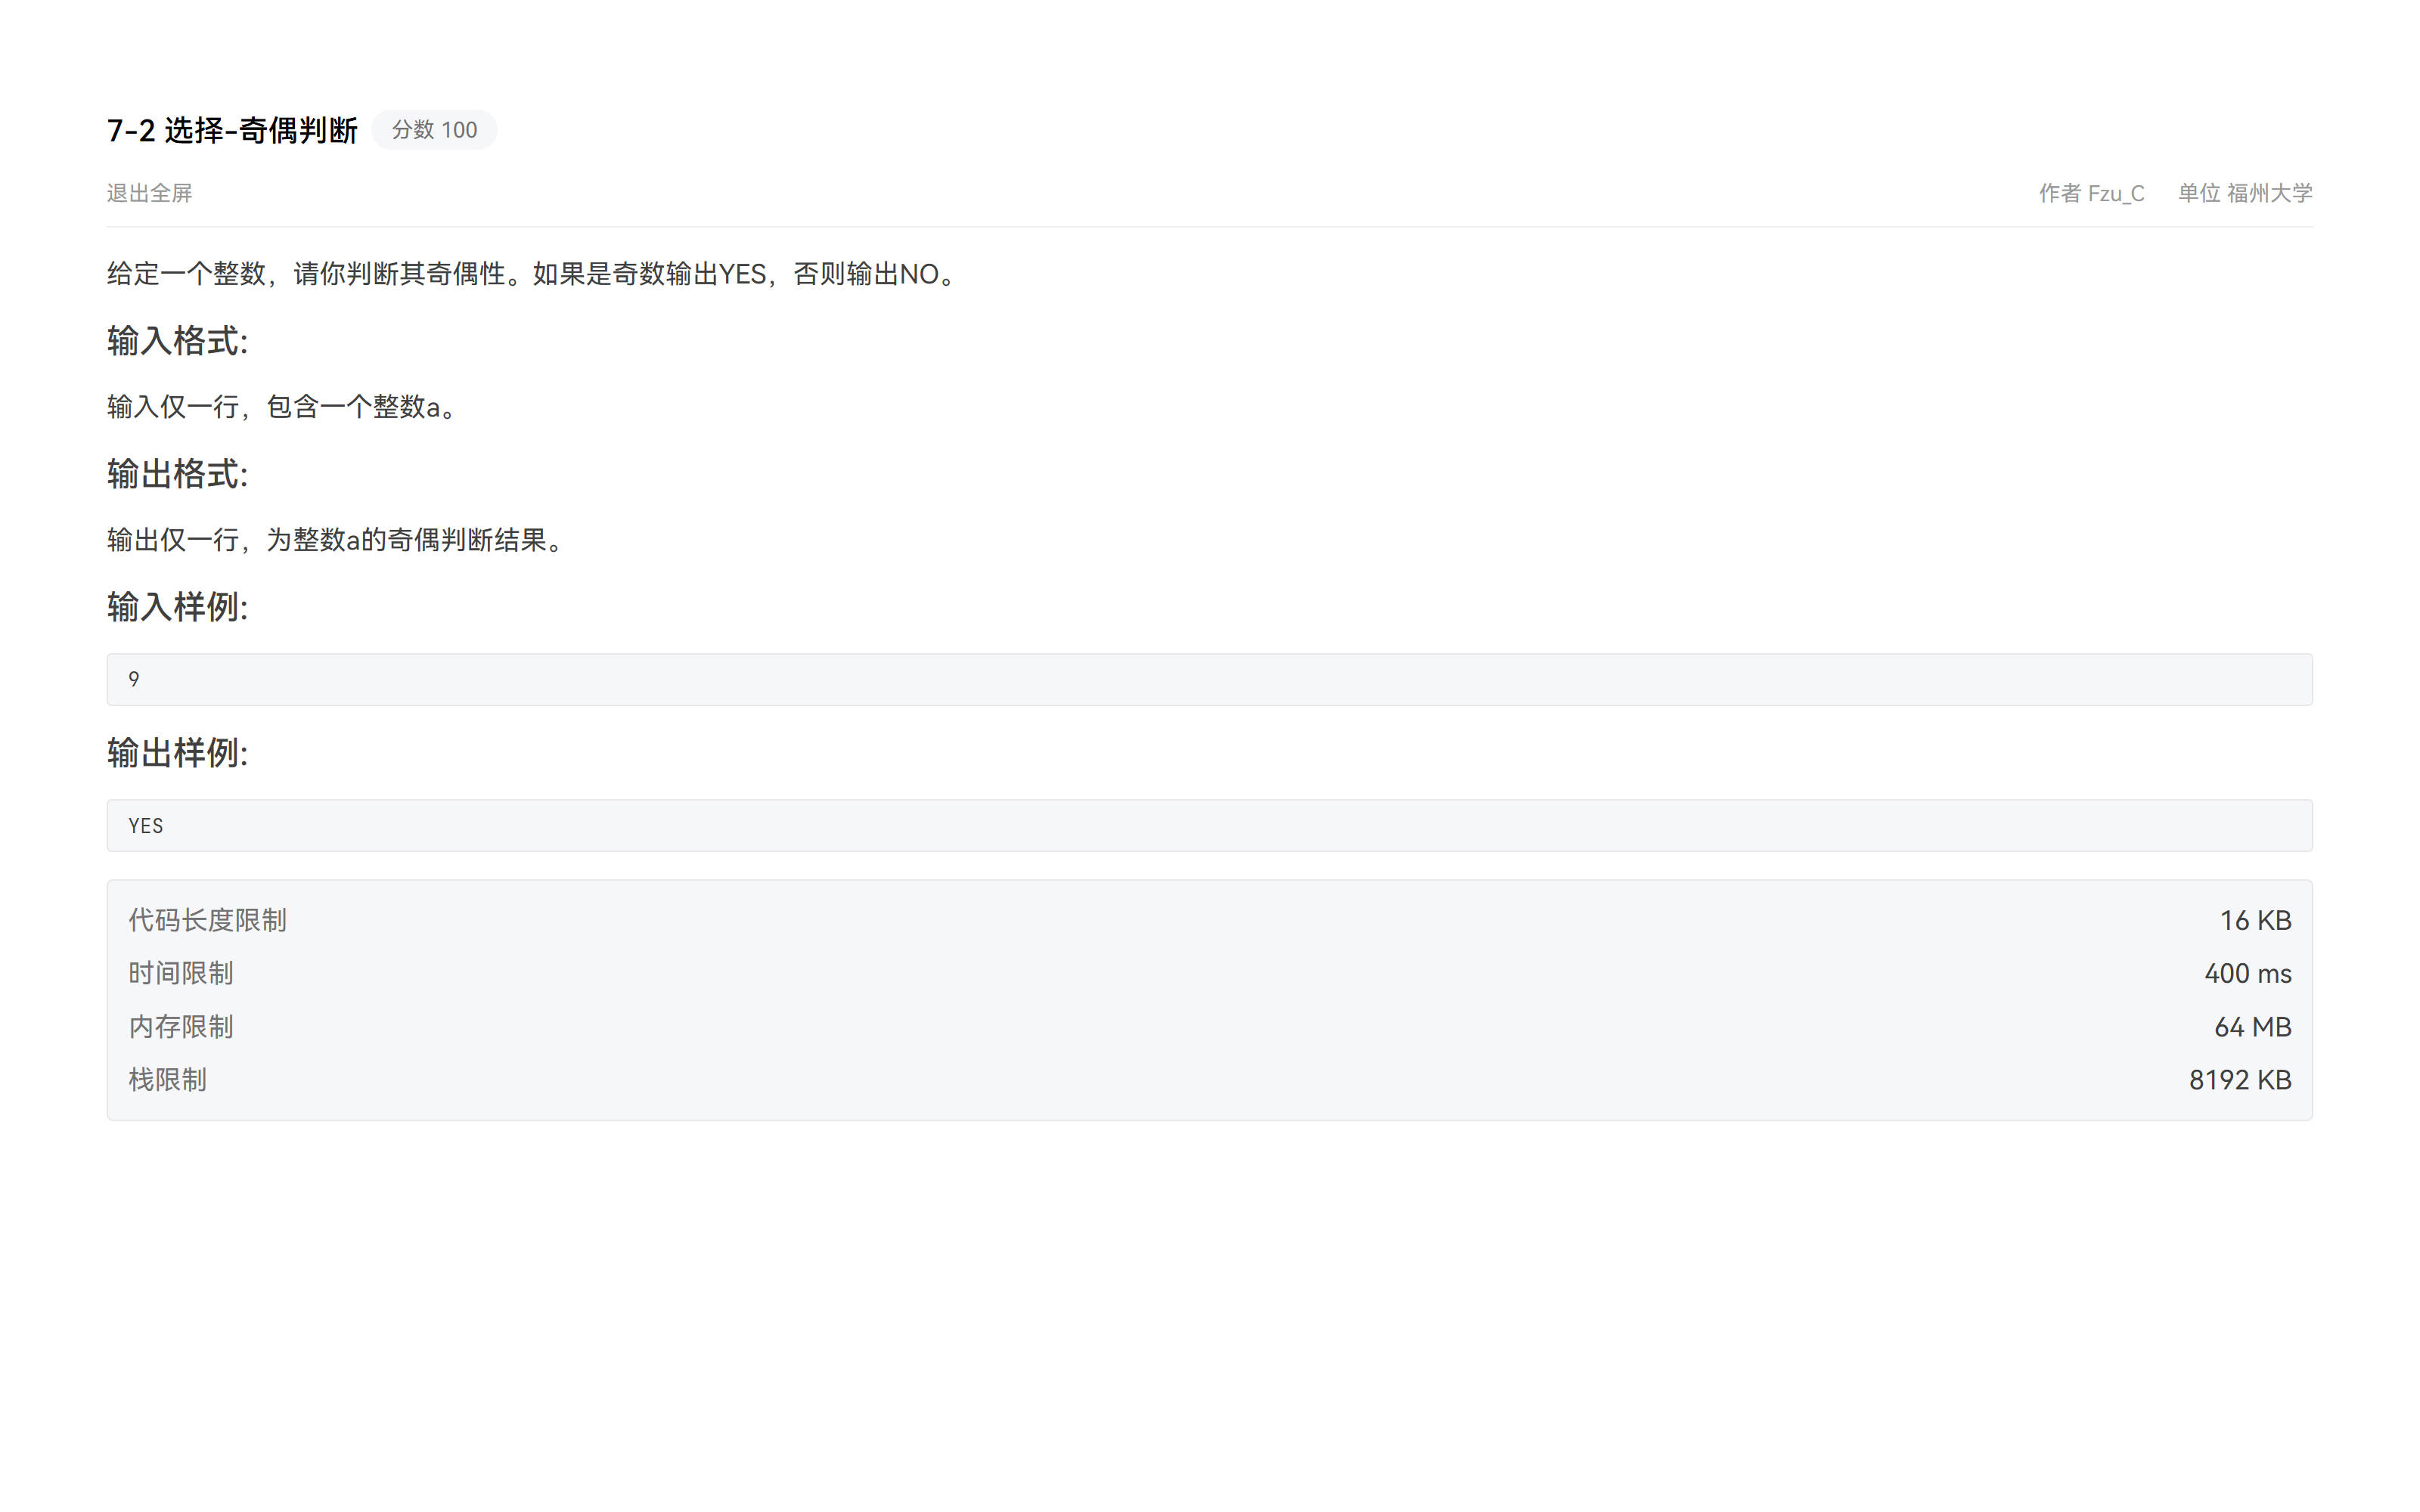 7-2 选择-奇偶判断 分数 100
退出全屏 作者 Fzu_C 单位 福州大学
给定一个整数，请你判断其奇偶性。如果是奇数输出YES，否则输出NO。
输入格式:
输入仅一行，包含一个整数a。
输出格式:
输出仅一行，为整数a的奇偶判断结果。
输入样例:
9
输出样例:
YES
代码长度限制 16 KB
时间限制 400 ms
内存限制 64 MB
栈限制 8192 KB